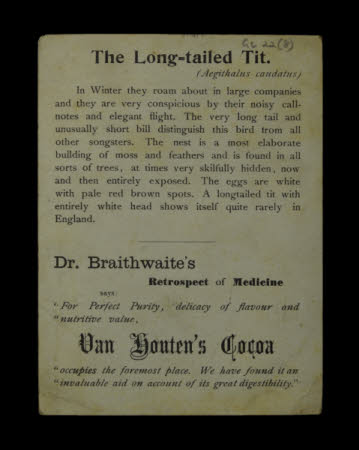 Ge 22(8)
The Long-tailed Tit.
(Aegithalus caudatus)
In Winter they roam about in large companies
and they are very conspicious by their noisy call-
notes and elegant flight. The very long tail and
unusually short bill distinguish this bird from all
other songsters. The nest is a most elaborate
building of moss and feathers and is found in all
sorts of trees, at times very skilfully hidden, now
and then entirely exposed. The eggs are white
with pale red brown spots. A longtailed tit with
entirely white head shows itself quite rarely in
England.
Dr. Braithwaite's
Retrospect of Medicine
says:
"For Perfect Purity, delicacy of flavour and
"nutritive value,
Van Houten's Cocoa
"occupies the foremost place. We have found it an
"invaluable aid on account of its great digestibility."